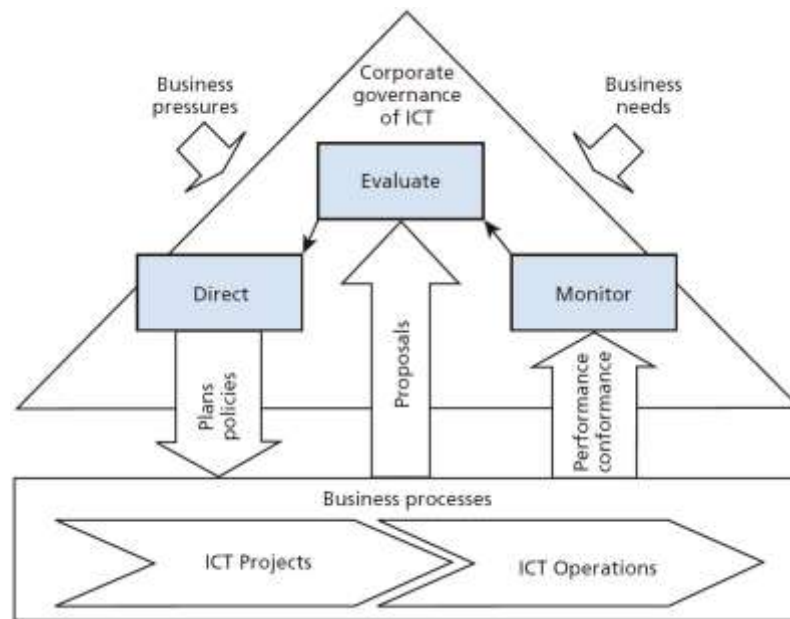 Business
pressures
Corporate
governance
of ICT
Business
needs
Evaluate
Direct
Monitor
Plans
policies
Proposals
Performance
conformance
Business processes
ICT Projects
ICT Operations